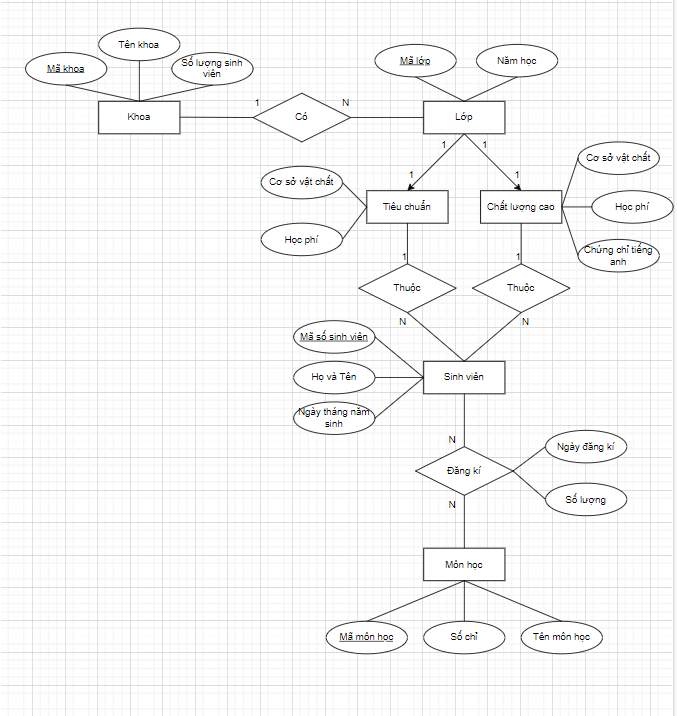 Tên khoa
Mã khoa
Số lượng sinh
viên
Mã lớp
Năm học
1
N
Khoa
Có
Lớp
1
1
Cơ sở vật chất
1
1
Cơ sở vật chất
Tiêu chuẩn
Chất lượng cao
Học phí
Học phí
Chứng chỉ tiếng
anh
1
1
Thuộc
Thuộc
N
N
Mã số sinh viên
Họ và Tên
Sinh viên
Ngày tháng năm
sinh
N
Ngày đăng kí
Đăng kí
Số lượng
N
Môn học
Mã môn học
Số chỉ
Tên môn học